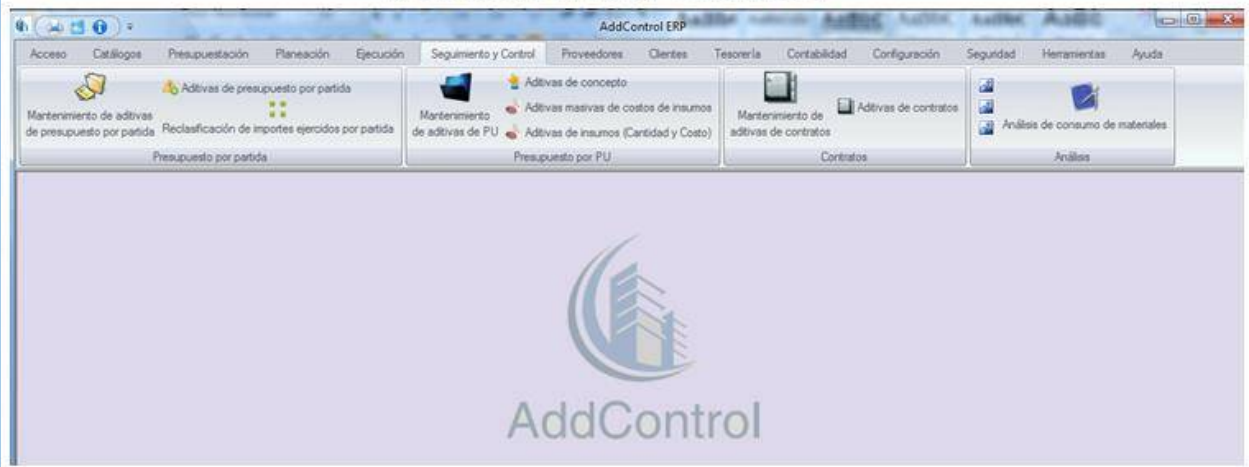 AddControl ERP
Acceso Catálogos Presupuestación Planeación Ejecución Seguimiento y Control Proveedores Clientes Tesorería Contabilidad Configuración Seguridad Herramientas Ayuda
Mantenimiento de aditivas
de presupuesto por partida
Aditivas de presupuesto por partida
Reclasificación de importes ejercidos por partida
Presupuesto por partida
Mantenimiento
de aditivas de PU
Aditivas de concepto
Aditivas masivas de costos de insumos
Aditivas de insumos (Cantidad y Costo)
Presupuesto por PU
Mantenimiento de
aditivas de contratos
Aditivas de contratos
Contratos
Análisis de consumo de materiales
Análisis
AddControl